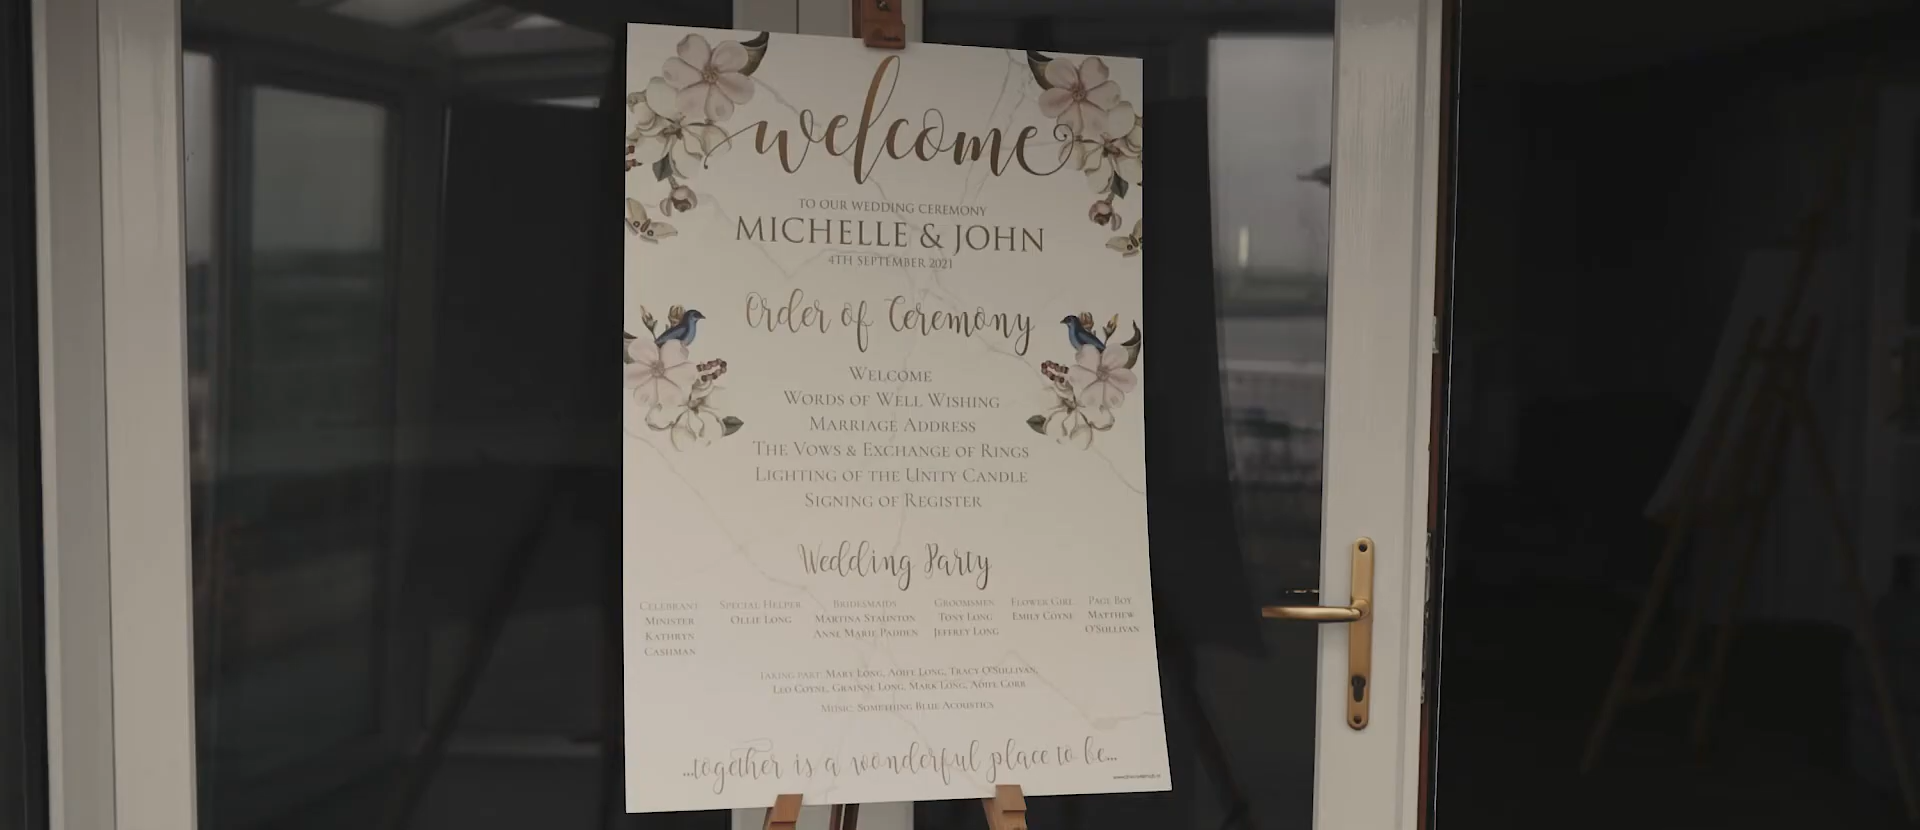 welcome
TO OUR WEDDING CEREMONY
MICHELLE & JOHN
4TH SEPTEMBER 2021
Order of Ceremony
WELCOME
WORDS OF WELL WISHING
MARRIAGE ADDRESS
THE VOWS & EXCHANGE OF RINGS
LIGHTING OF THE UNITY CANDLE
SIGNING OF REGISTER
Wedding Party
CELEBRANT
MINISTER
KATHRYN
CASHMAN
SPECIAL HELPER
OLLIE LONG
BRIDESMAIDS
MARTINA STAUNTON
ANNE MARIE PADDEN
GROOMSMEN
TONY LONG
JEFFREY LONG
FLOWER GIRL
EMILY COYNE
PAGE BOY
MATTHEW
O'SULLIVAN
TAKING PART: MARY LONG, AOIFE LONG, TRACY O'SULLIVAN,
LEO COYNE, GRAINNE LONG, MARK LONG, AOIFE CORR
MUSIC: SOMETHING BLUE ACOUSTICS
...together is a wonderful place to be...